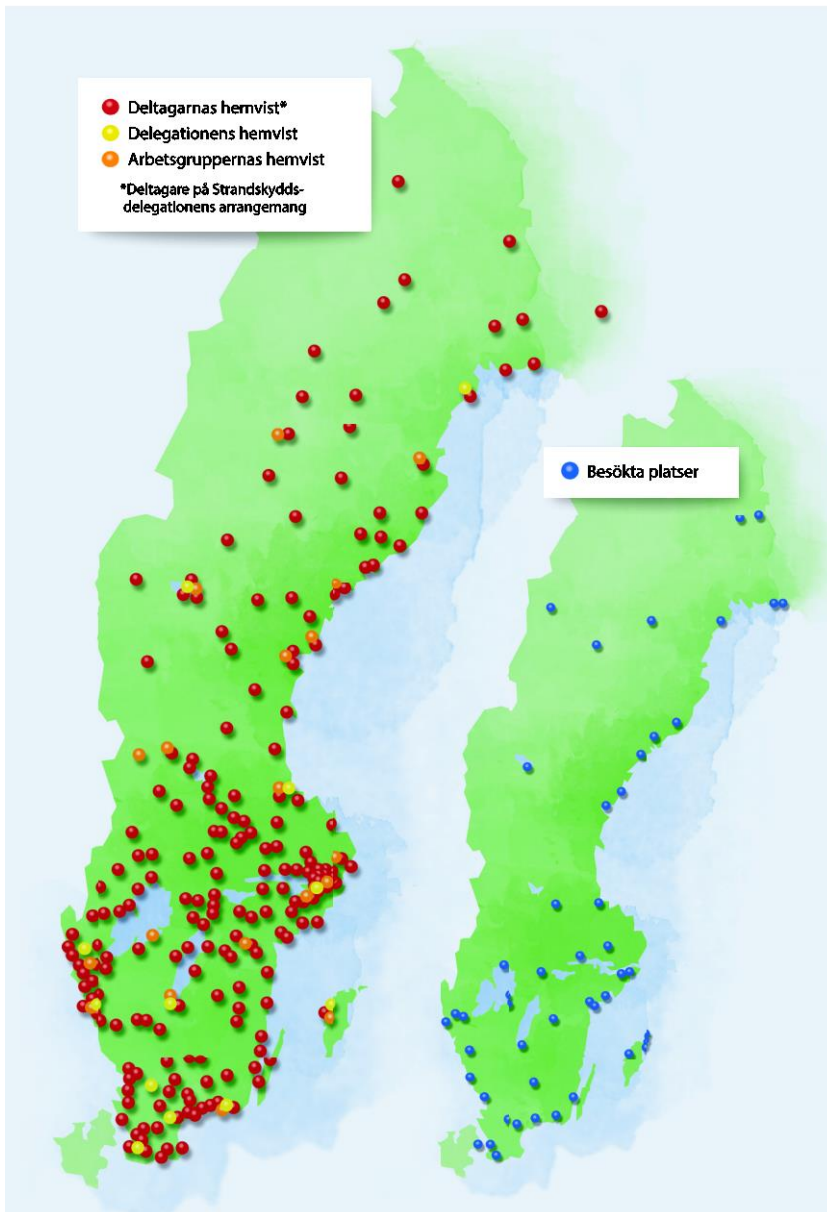 Deltagarnas hemvist*
Delegationens hemvist
Arbetsgruppernas hemvist
*Deltagare på Strandskydds-
delegationens arrangemang
Besökta platser